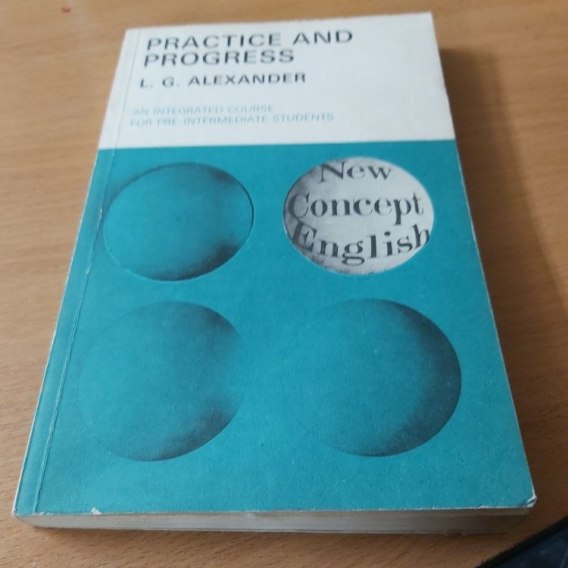 PRACTICE AND
PROGRESS
L. G. ALEXANDER
AN INTEGRATED COURSE
FOR PRE-INTERMEDIATE STUDENTS
New
Concept
English